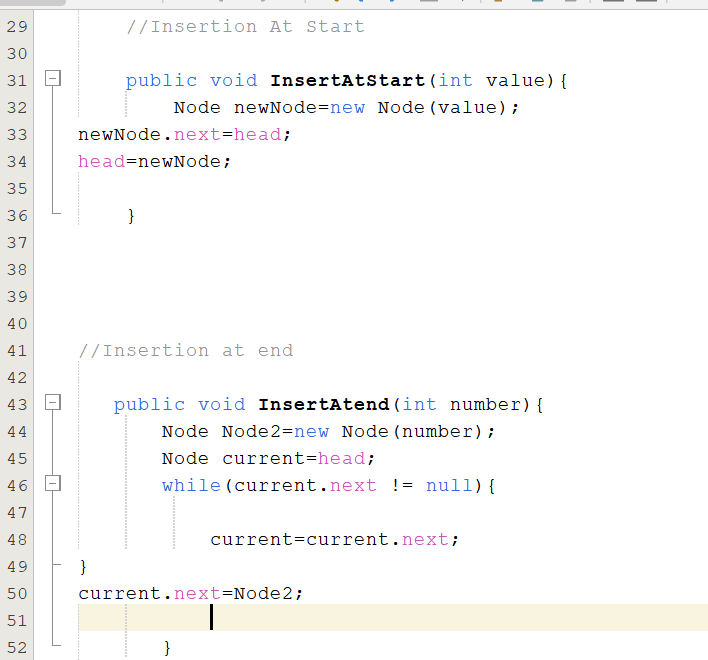 29 //Insertion At Start
30
31 public void InsertAtStart(int value){
32 Node newNode=new Node(value);
33 newNode.next=head;
34 head=newNode;
35
36 }
37
38
39
40
41 //Insertion at end
42
43 public void InsertAtend(int number){
44 Node Node2=new Node(number);
45 Node current=head;
46 while(current.next != null){
47
48 current=current.next;
49 }
50 current.next=Node2;
51
52 }